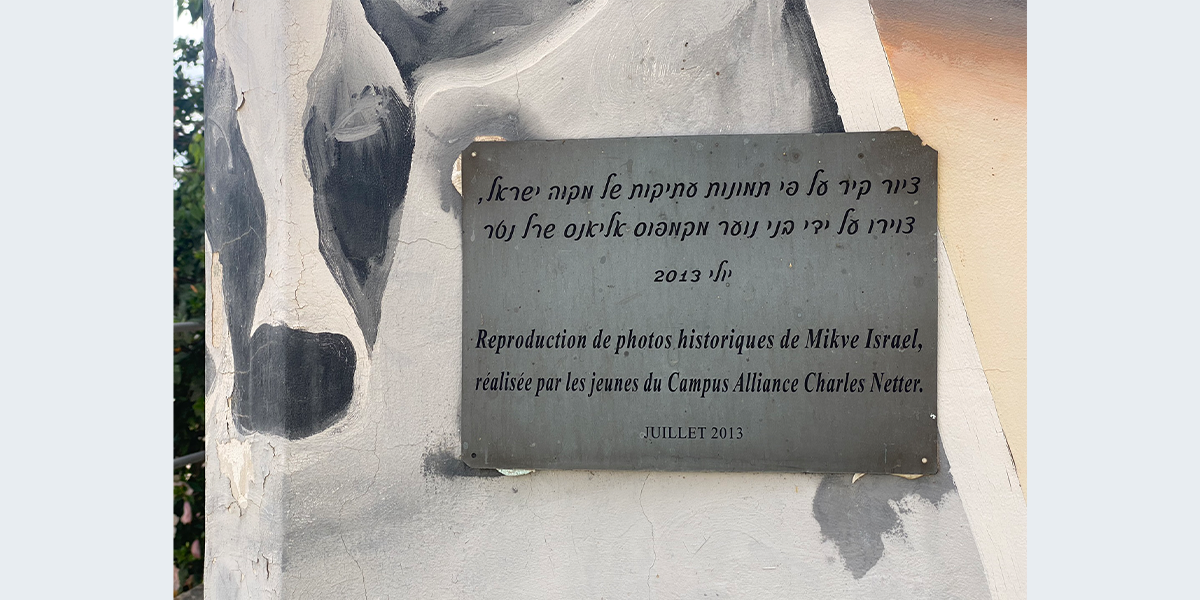 ציור קיר על פי תמונות עתיקות של מקוה ישראל,
צוירו על ידי בני נוער מקמפוס אליאנס שרל נטר
יולי 2013
Reproduction de photos historiques de Mikve Israel,
réalisée par les jeunes du Campus Alliance Charles Netter.
JUILLET 2013